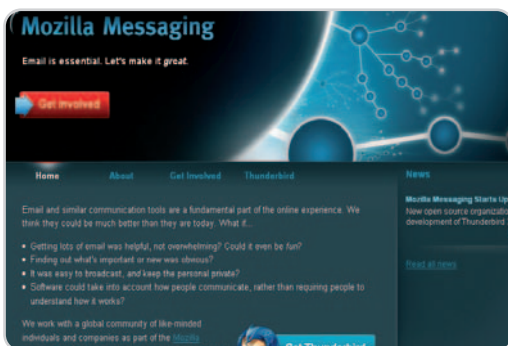 Mozilla Messaging
Email is essential. Let's make it great.
Get involved
Home About Get Involved Thunderbird
Email and similar communication tools are a fundamental part of the online experience. We
think they could be much better than they are today. What if...
Getting lots of email was helpful, not overwhelming? Could it even be fun?
Finding out what's important or new was obvious?
It was easy to broadcast, and keep the personal private?
Software could take into account how people communicate, rather than requiring people to
understand how it works?
We work with a global community of like-minded
individuals and companies as part of the Mozilla
Get Thunderbird
News
Mozilla Messaging Starts Up
New open source organizatio
development of Thunderbird
Read all news